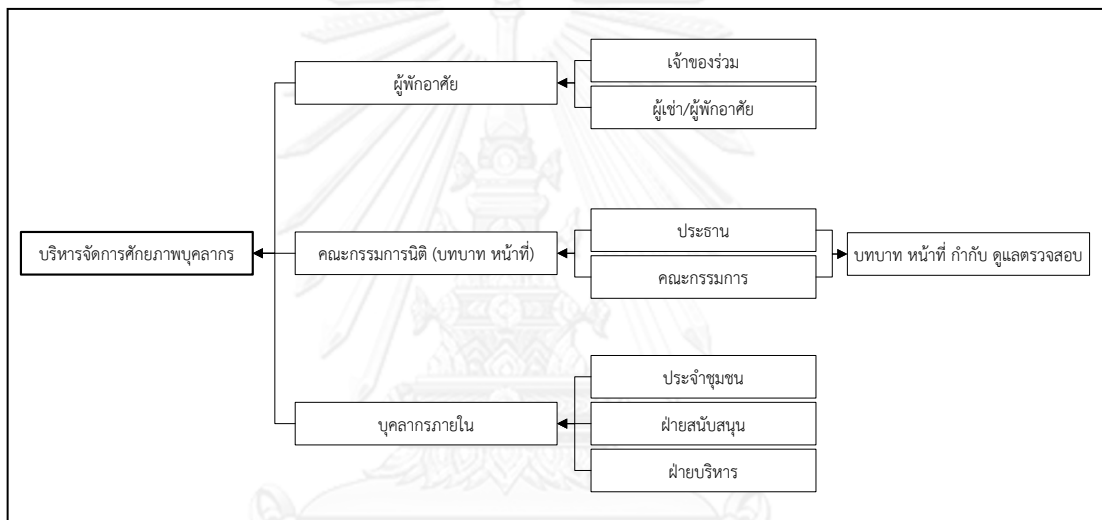 เจ้าของร่วม
ผู้พักอาศัย
ผู้เช่า/ผู้พักอาศัย
ประธาน
บริหารจัดการศักยภาพบุคลากร
คณะกรรมการนิติ (บทบาท หน้าที่)
บทบาท หน้าที่ กำกับ ดูแลตรวจสอบ
คณะกรรมการ
ประจำชุมชน
บุคลากรภายใน
ฝ่ายสนับสนุน
ฝ่ายบริหาร